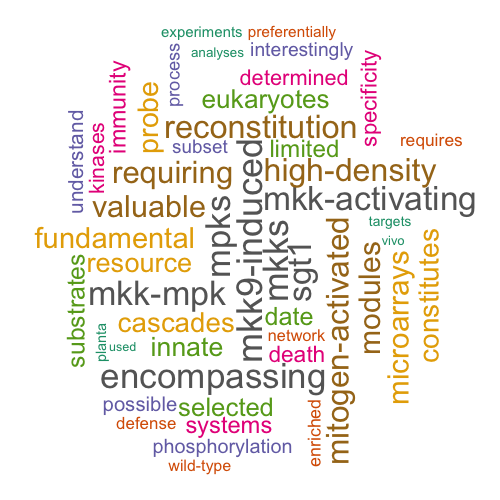 experiments preferentially
analyses interestingly
process
determined
specificity
eukaryotes
immunity
probe
reconstitution
requires
understand
kinases
subset limited
requiring high-density
mkk-activating
valuable
mpks
mkk9-induced
mkks
sgt1
targets
vivo
fundamental
resource
mitogen-activated
modules
microarrays
constitutes
substrates
mkk-mpk
cascades date
planta
used
innate
network
death
encompassing
possible selected
defense systems
enriched
phosphorylation
wild-type